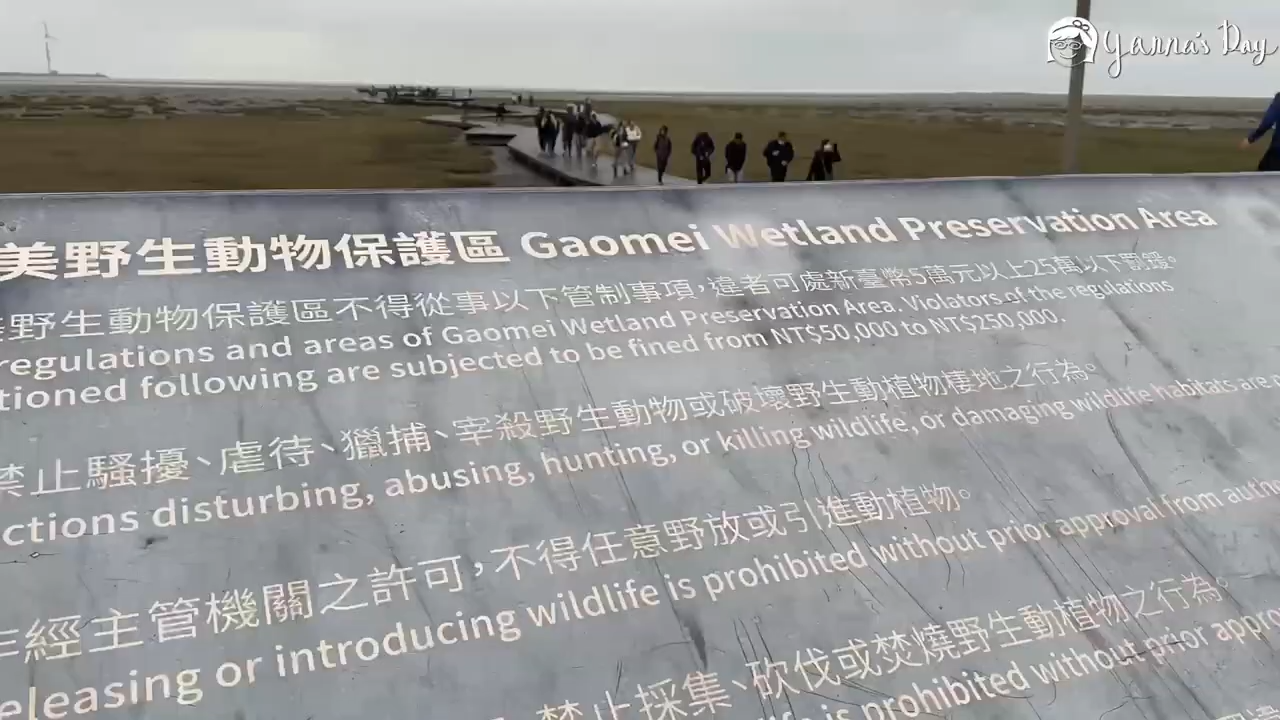 Yanna's Day
美野生動物保護區 Gaomei Wetland Preservation Area
野生動物保護區不得從事以下管制事項，違者可處新臺幣5萬元以上25萬以下罰鍰。
regulations and areas of Gaomei Wetland Preservation Area. Violators of the regulations
tioned following are subjected to be fined from NT$50,000 to NT$250,000.
禁止騷擾、虐待、獵捕、宰殺野生動物或破壞野生動植物棲地之行為。
ctions disturbing, abusing, hunting, or killing wildlife, or damaging wildlife habitats are
經主管機關之許可，不得任意野放或引進動植物。
eleasing or introducing wildlife is prohibited without prior approval from autho
禁止採集、砍伐或焚燒野生動植物之行為。
life is prohibited without prior appro